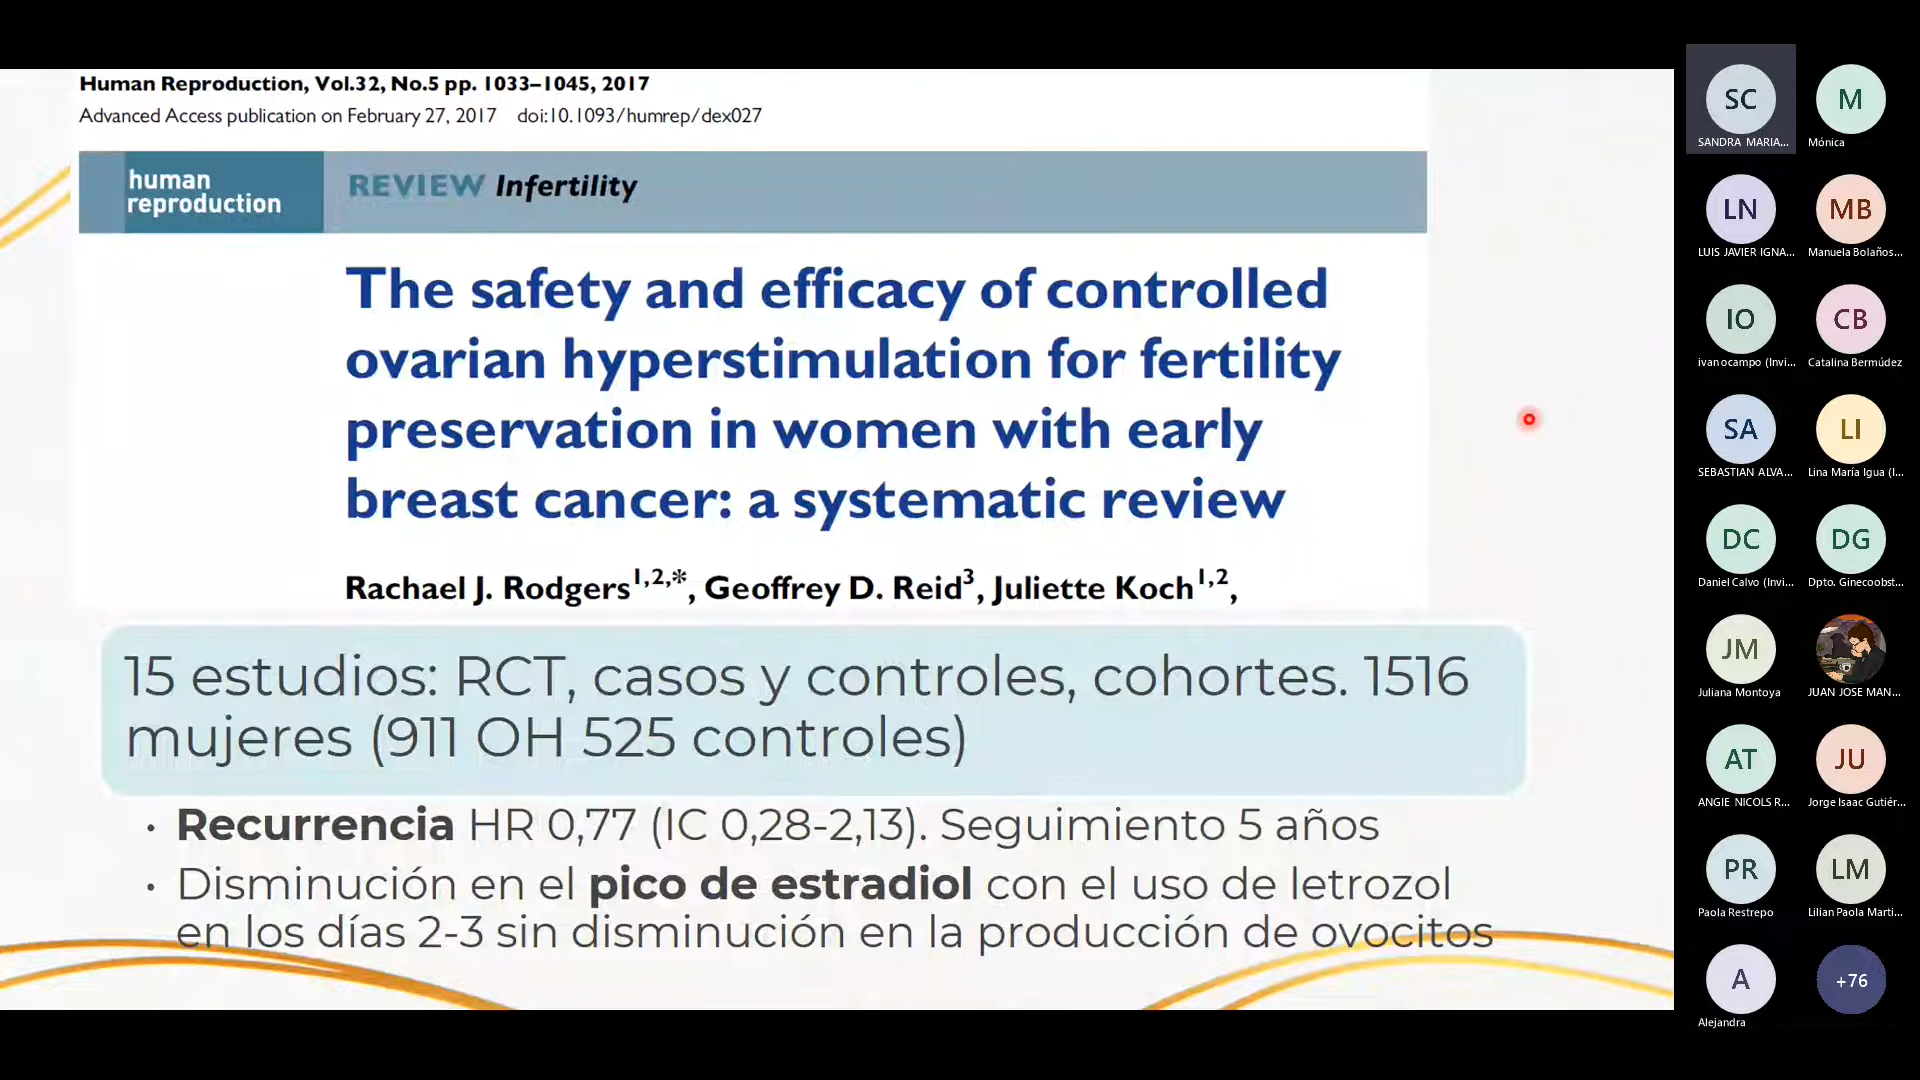 Human Reproduction, Vol.32, No.5 pp. 1033–1045, 2017
Advanced Access publication on February 27, 2017 doi:10.1093/humrep/dex027
human
reproduction
REVIEW Infertility
The safety and efficacy of controlled
ovarian hyperstimulation for fertility
preservation in women with early
breast cancer: a systematic review
Rachael J. Rodgers1,2,*, Geoffrey D. Reid3, Juliette Koch1,2,
15 estudios: RCT, casos y controles, cohortes. 1516
mujeres (911 OH 525 controles)
• Recurrencia HR 0,77 (IC 0,28-2,13). Seguimiento 5 años
• Disminución en el pico de estradiol con el uso de letrozol
en los días 2-3 sin disminución en la producción de ovocitos
SC
SANDRA MARIA...
M
Mónica
LN
LUIS JAVIER IGNA...
MB
Manuela Bolaños...
IO
ivan ocampo (Invi...
CB
Catalina Bermúdez
SA
SEBASTIAN ALVA...
LI
Lina María Igua (I...
DC
Daniel Calvo (Invi...
DG
Dpto. Ginecoobst...
JM
Juliana Montoya
JUAN JOSE MAN...
AT
ANGIE NICOLS R...
JU
Jorge Isaac Gutiér...
PR
Paola Restrepo
LM
Lilian Paola Marti...
A
Alejandra
+76